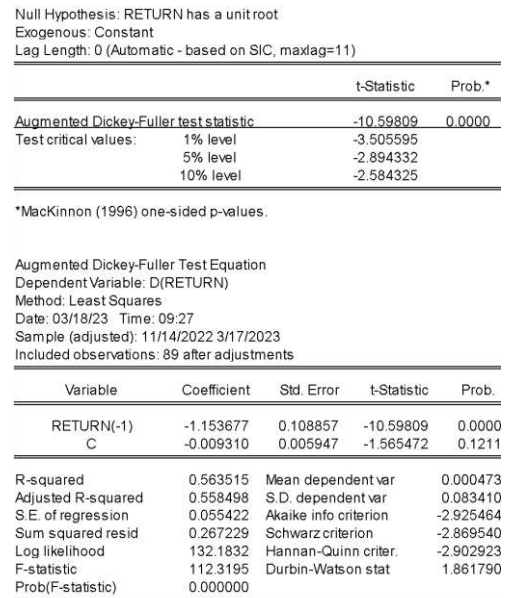 Null Hypothesis: RETURN has a unit root
Exogenous: Constant
Lag Length: 0 (Automatic - based on SIC, maxlag=11)
t-Statistic Prob.*
Augmented Dickey-Fuller test statistic -10.59809 0.0000
Test critical values: 1% level -3.505595
5% level -2.894332
10% level -2.584325
*MacKinnon (1996) one-sided p-values.
Augmented Dickey-Fuller Test Equation
Dependent Variable: D(RETURN)
Method: Least Squares
Date: 03/18/23 Time: 09:27
Sample (adjusted): 11/14/2022 3/17/2023
Included observations: 89 after adjustments
Variable Coefficient Std. Error t-Statistic Prob.
RETURN(-1) -1.153677 0.108857 -10.59809 0.0000
C -0.009310 0.005947 -1.565472 0.1211
R-squared 0.563515 Mean dependent var 0.000473
Adjusted R-squared 0.558498 S.D. dependent var 0.083410
S.E. of regression 0.055422 Akaike info criterion -2.925464
Sum squared resid 0.267229 Schwarz criterion -2.869540
Log likelihood 132.1832 Hannan-Quinn criter. -2.902923
F-statistic 112.3195 Durbin-Watson stat 1.861790
Prob(F-statistic) 0.000000